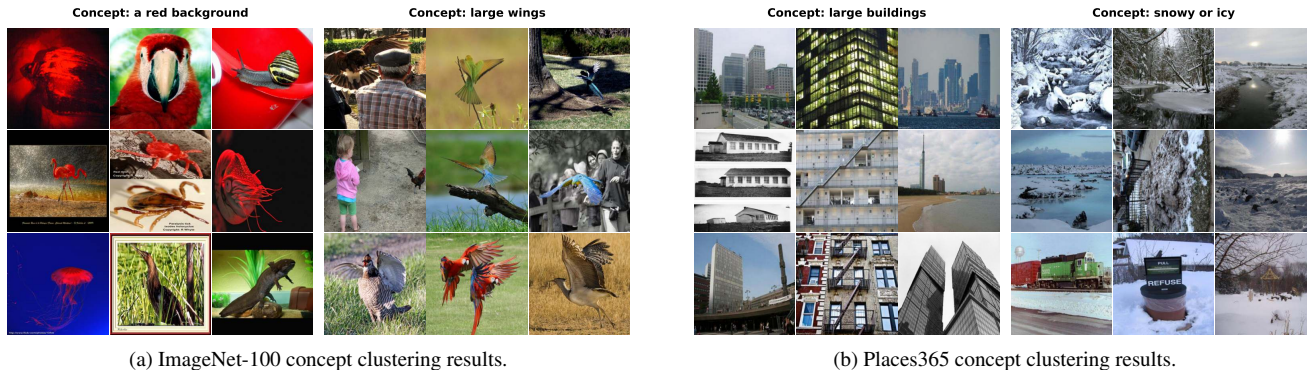 Concept: a red background
Concept: large wings
Concept: large buildings
Concept: snowy or icy
REFUSE
(a) ImageNet-100 concept clustering results.
(b) Places365 concept clustering results.